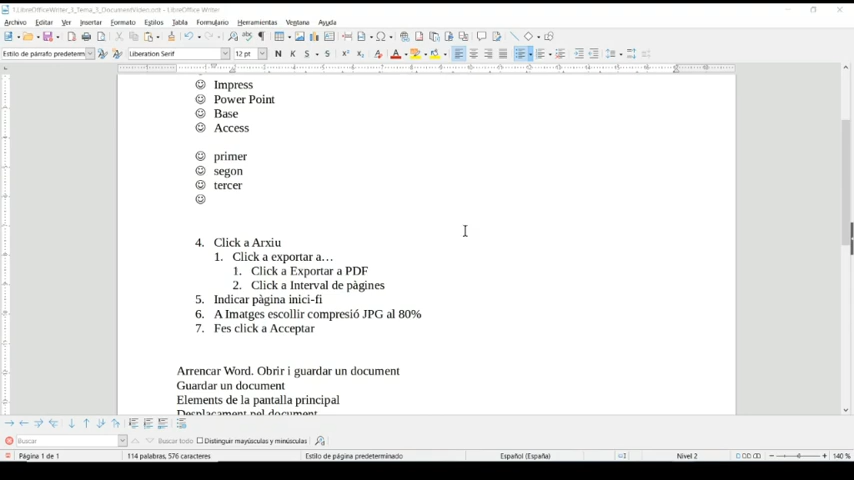 1.LibreOfficeWriter_1_Tema_1_DocumentVideo.odt - LibreOffice Writer
Archivo Editar Ver Insertar Formato Estilos Tabla Formulario Herramientas Ventana Ayuda
Estilo de párrafo predetermi Liberation Serif 12 pt N K S S
Impress
Power Point
Base
Access
primer
segon
tercer
4. Click a Arxiu
1. Click a exportar a…
1. Click a Exportar a PDF
2. Click a Interval de pàgines
5. Indicar pàgina inici-fi
6. A Imatges escollir compresió JPG al 80%
7. Fes click a Acceptar
Arrencar Word. Obrir i guardar un document
Guardar un document
Elements de la pantalla principal
Desplaçament pel document
Buscar Buscar todo Distinguir mayúsculas y minúsculas
Página 1 de 1 114 palabras, 576 caracteres Estilo de página predeterminado Español (España) Nivel 2 140 %